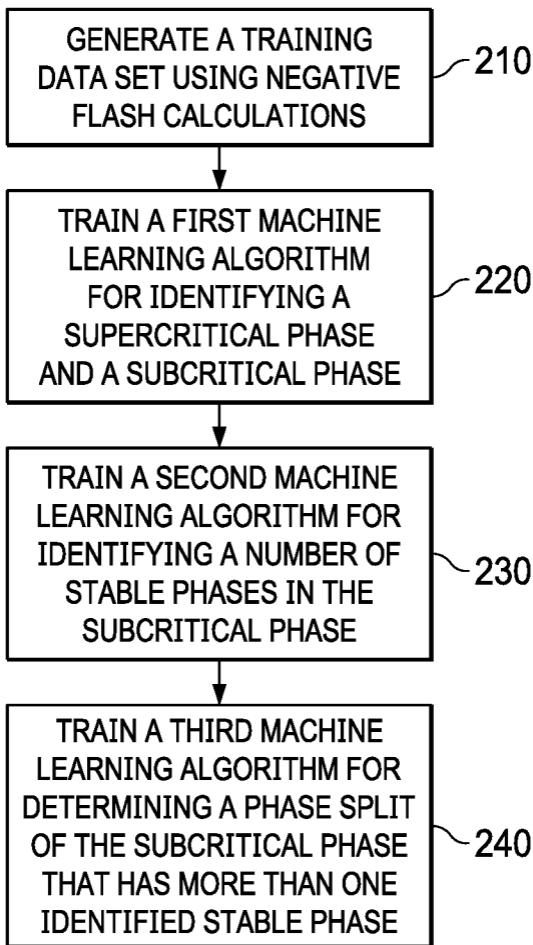 GENERATE A TRAINING
DATA SET USING NEGATIVE
FLASH CALCULATIONS
210
TRAIN A FIRST MACHINE
LEARNING ALGORITHM
FOR IDENTIFYING A
SUPERCRITICAL PHASE
AND A SUBCRITICAL PHASE
220
TRAIN A SECOND MACHINE
LEARNING ALGORITHM FOR
IDENTIFYING A NUMBER OF
STABLE PHASES IN THE
SUBCRITICAL PHASE
230
TRAIN A THIRD MACHINE
LEARNING ALGORITHM FOR
DETERMINING A PHASE SPLIT
OF THE SUBCRITICAL PHASE
THAT HAS MORE THAN ONE
IDENTIFIED STABLE PHASE
240